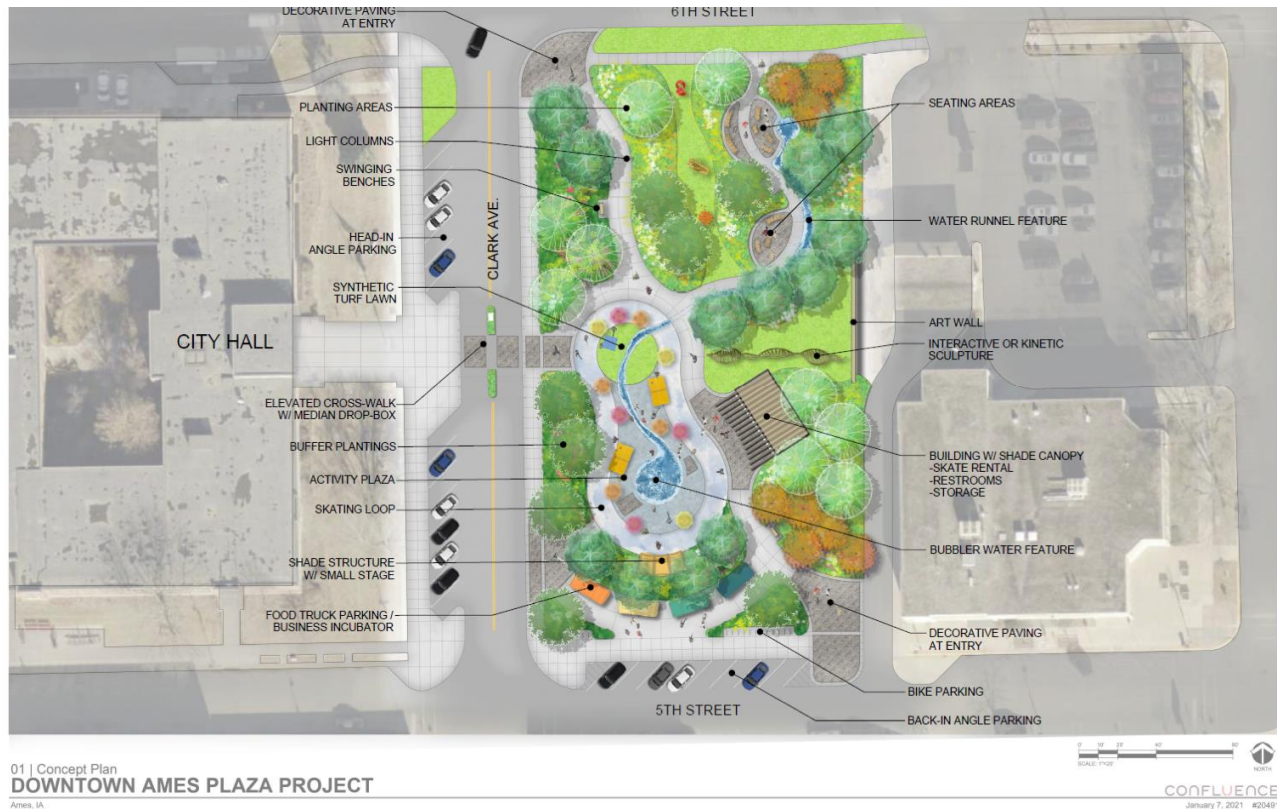 6TH STREET
DECORATIVE PAVING
AT ENTRY
PLANTING AREAS
LIGHT COLUMNS
SWINGING
BENCHES
HEAD-IN
ANGLE PARKING
CLARK AVE.
SYNTHETIC
TURF LAWN
CITY HALL
ELEVATED CROSS-WALK
W/ MEDIAN DROP-BOX
BUFFER PLANTINGS
ACTIVITY PLAZA
SKATING LOOP
SHADE STRUCTURE
W/ SMALL STAGE
FOOD TRUCK PARKING /
BUSINESS INCUBATOR
SEATING AREAS
WATER RUNNEL FEATURE
ART WALL
INTERACTIVE OR KINETIC
SCULPTURE
BUILDING W/ SHADE CANOPY
-SKATE RENTAL
-RESTROOMS
-STORAGE
BUBBLER WATER FEATURE
DECORATIVE PAVING
AT ENTRY
BIKE PARKING
BACK-IN ANGLE PARKING
5TH STREET
01 | Concept Plan
DOWNTOWN AMES PLAZA PROJECT
Ames, IA
NORTH
CONFLUENCE
January 7, 2021